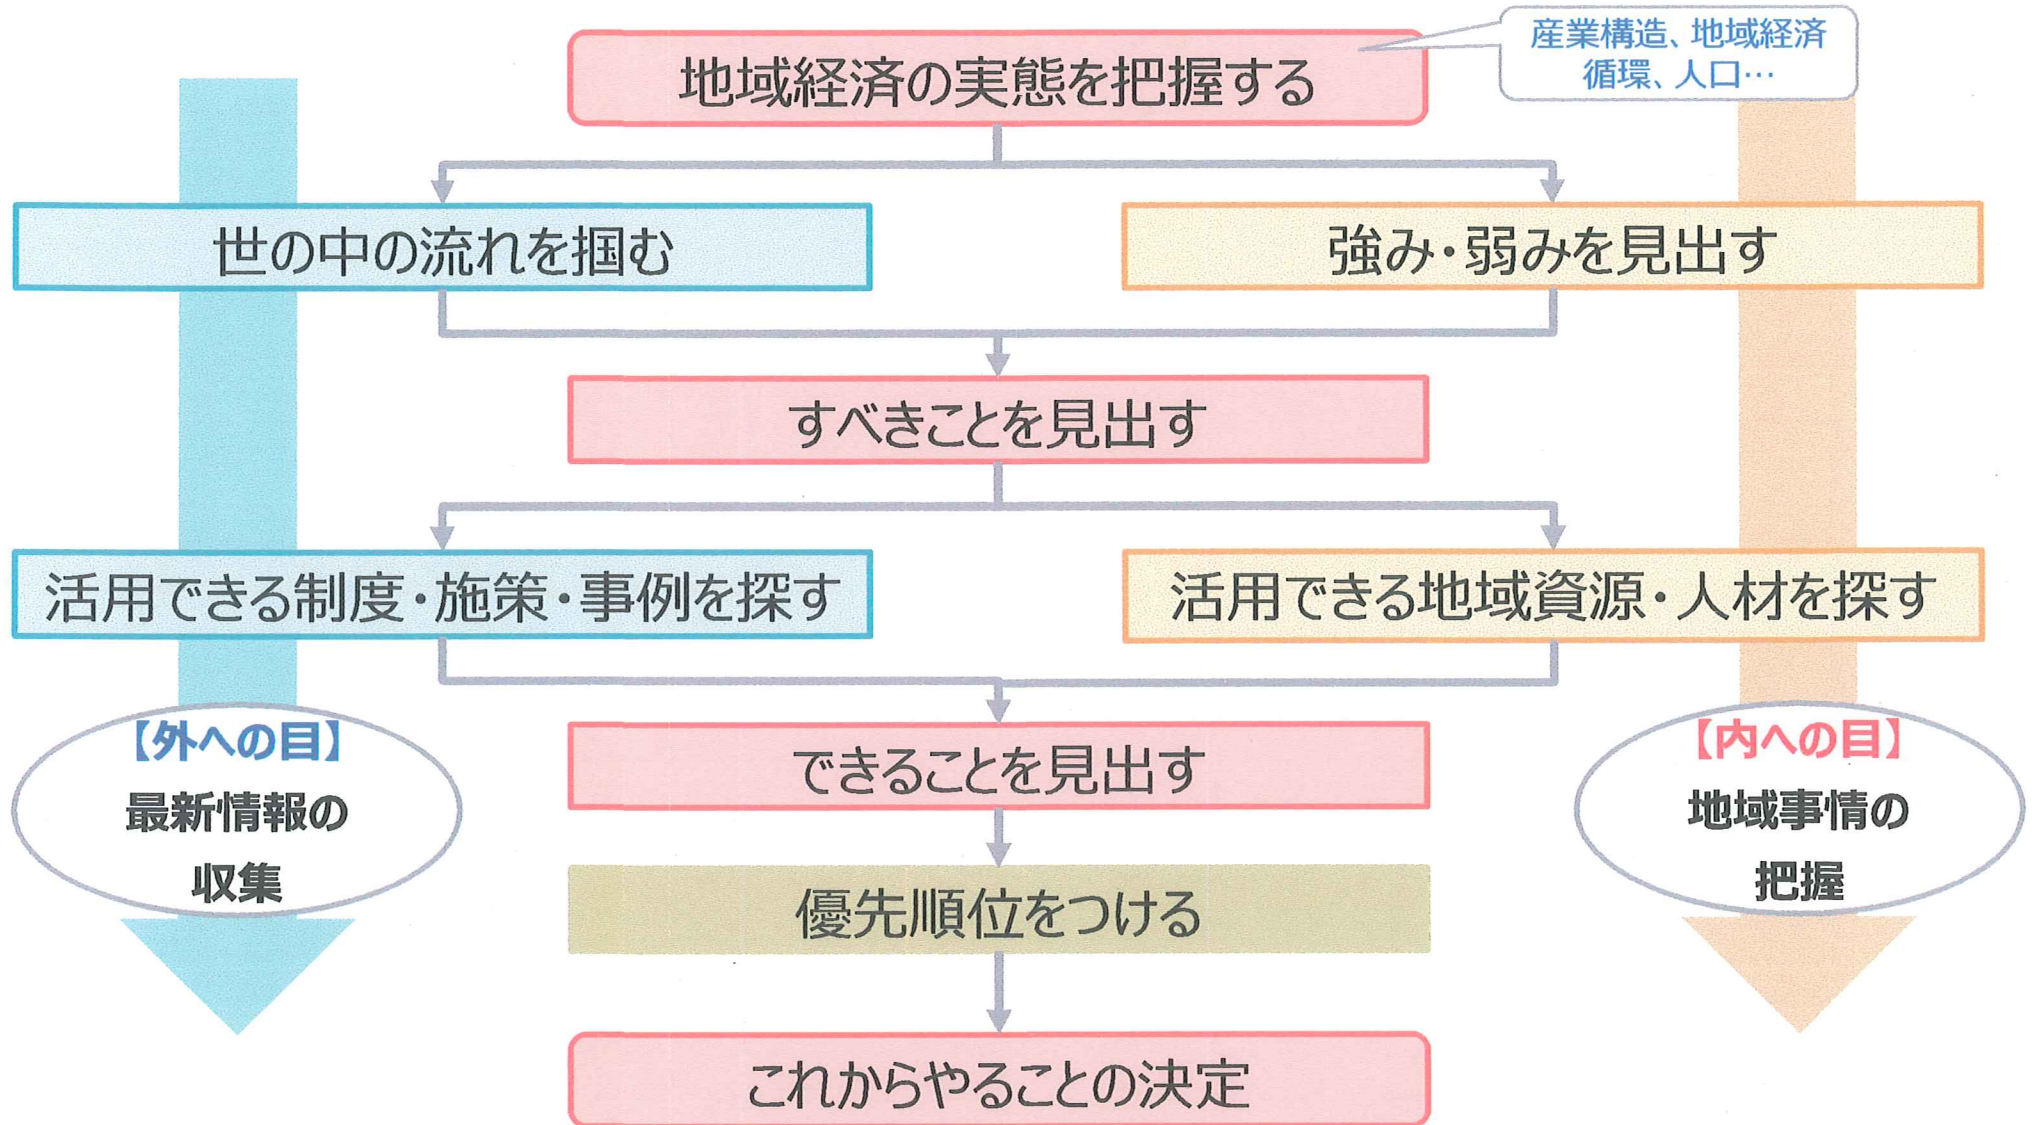 産業構造、地域経済
循環、人口…
地域経済の実態を把握する
世の中の流れを掴む
強み・弱みを見出す
すべきことを見出す
活用できる制度・施策・事例を探す
活用できる地域資源・人材を探す
【外への目】
最新情報の
収集
できることを見出す
【内への目】
地域事情の
把握
優先順位をつける
これからやることの決定